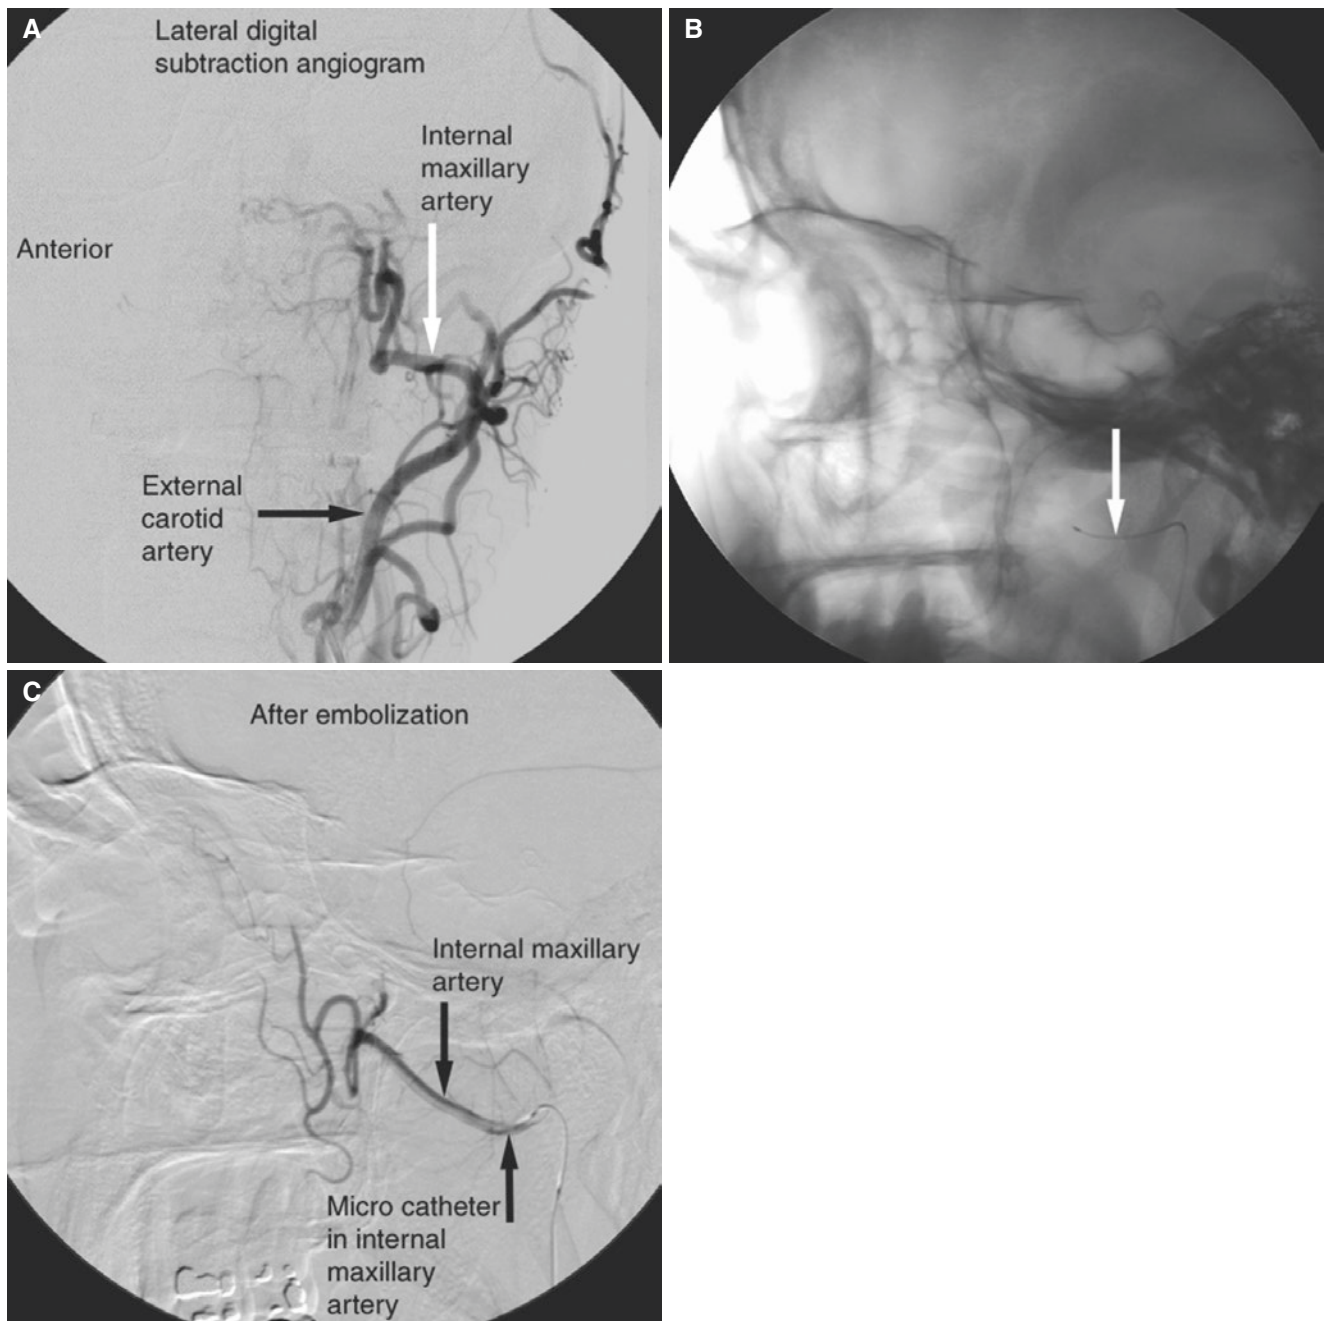 A
Lateral digital
subtraction angiogram
Internal
maxillary
artery
Anterior
External
carotid
artery
B
C
After embolization
Internal maxillary
artery
Micro catheter
in internal
maxillary
artery